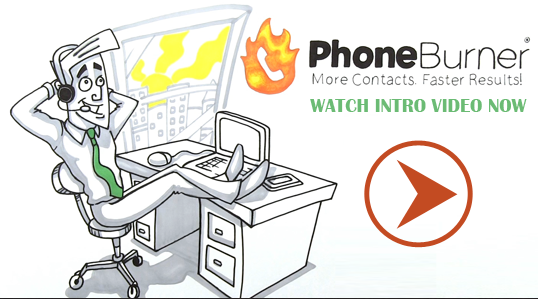 PhoneBurner®
More Contacts. Faster Results!
WATCH INTRO VIDEO NOW